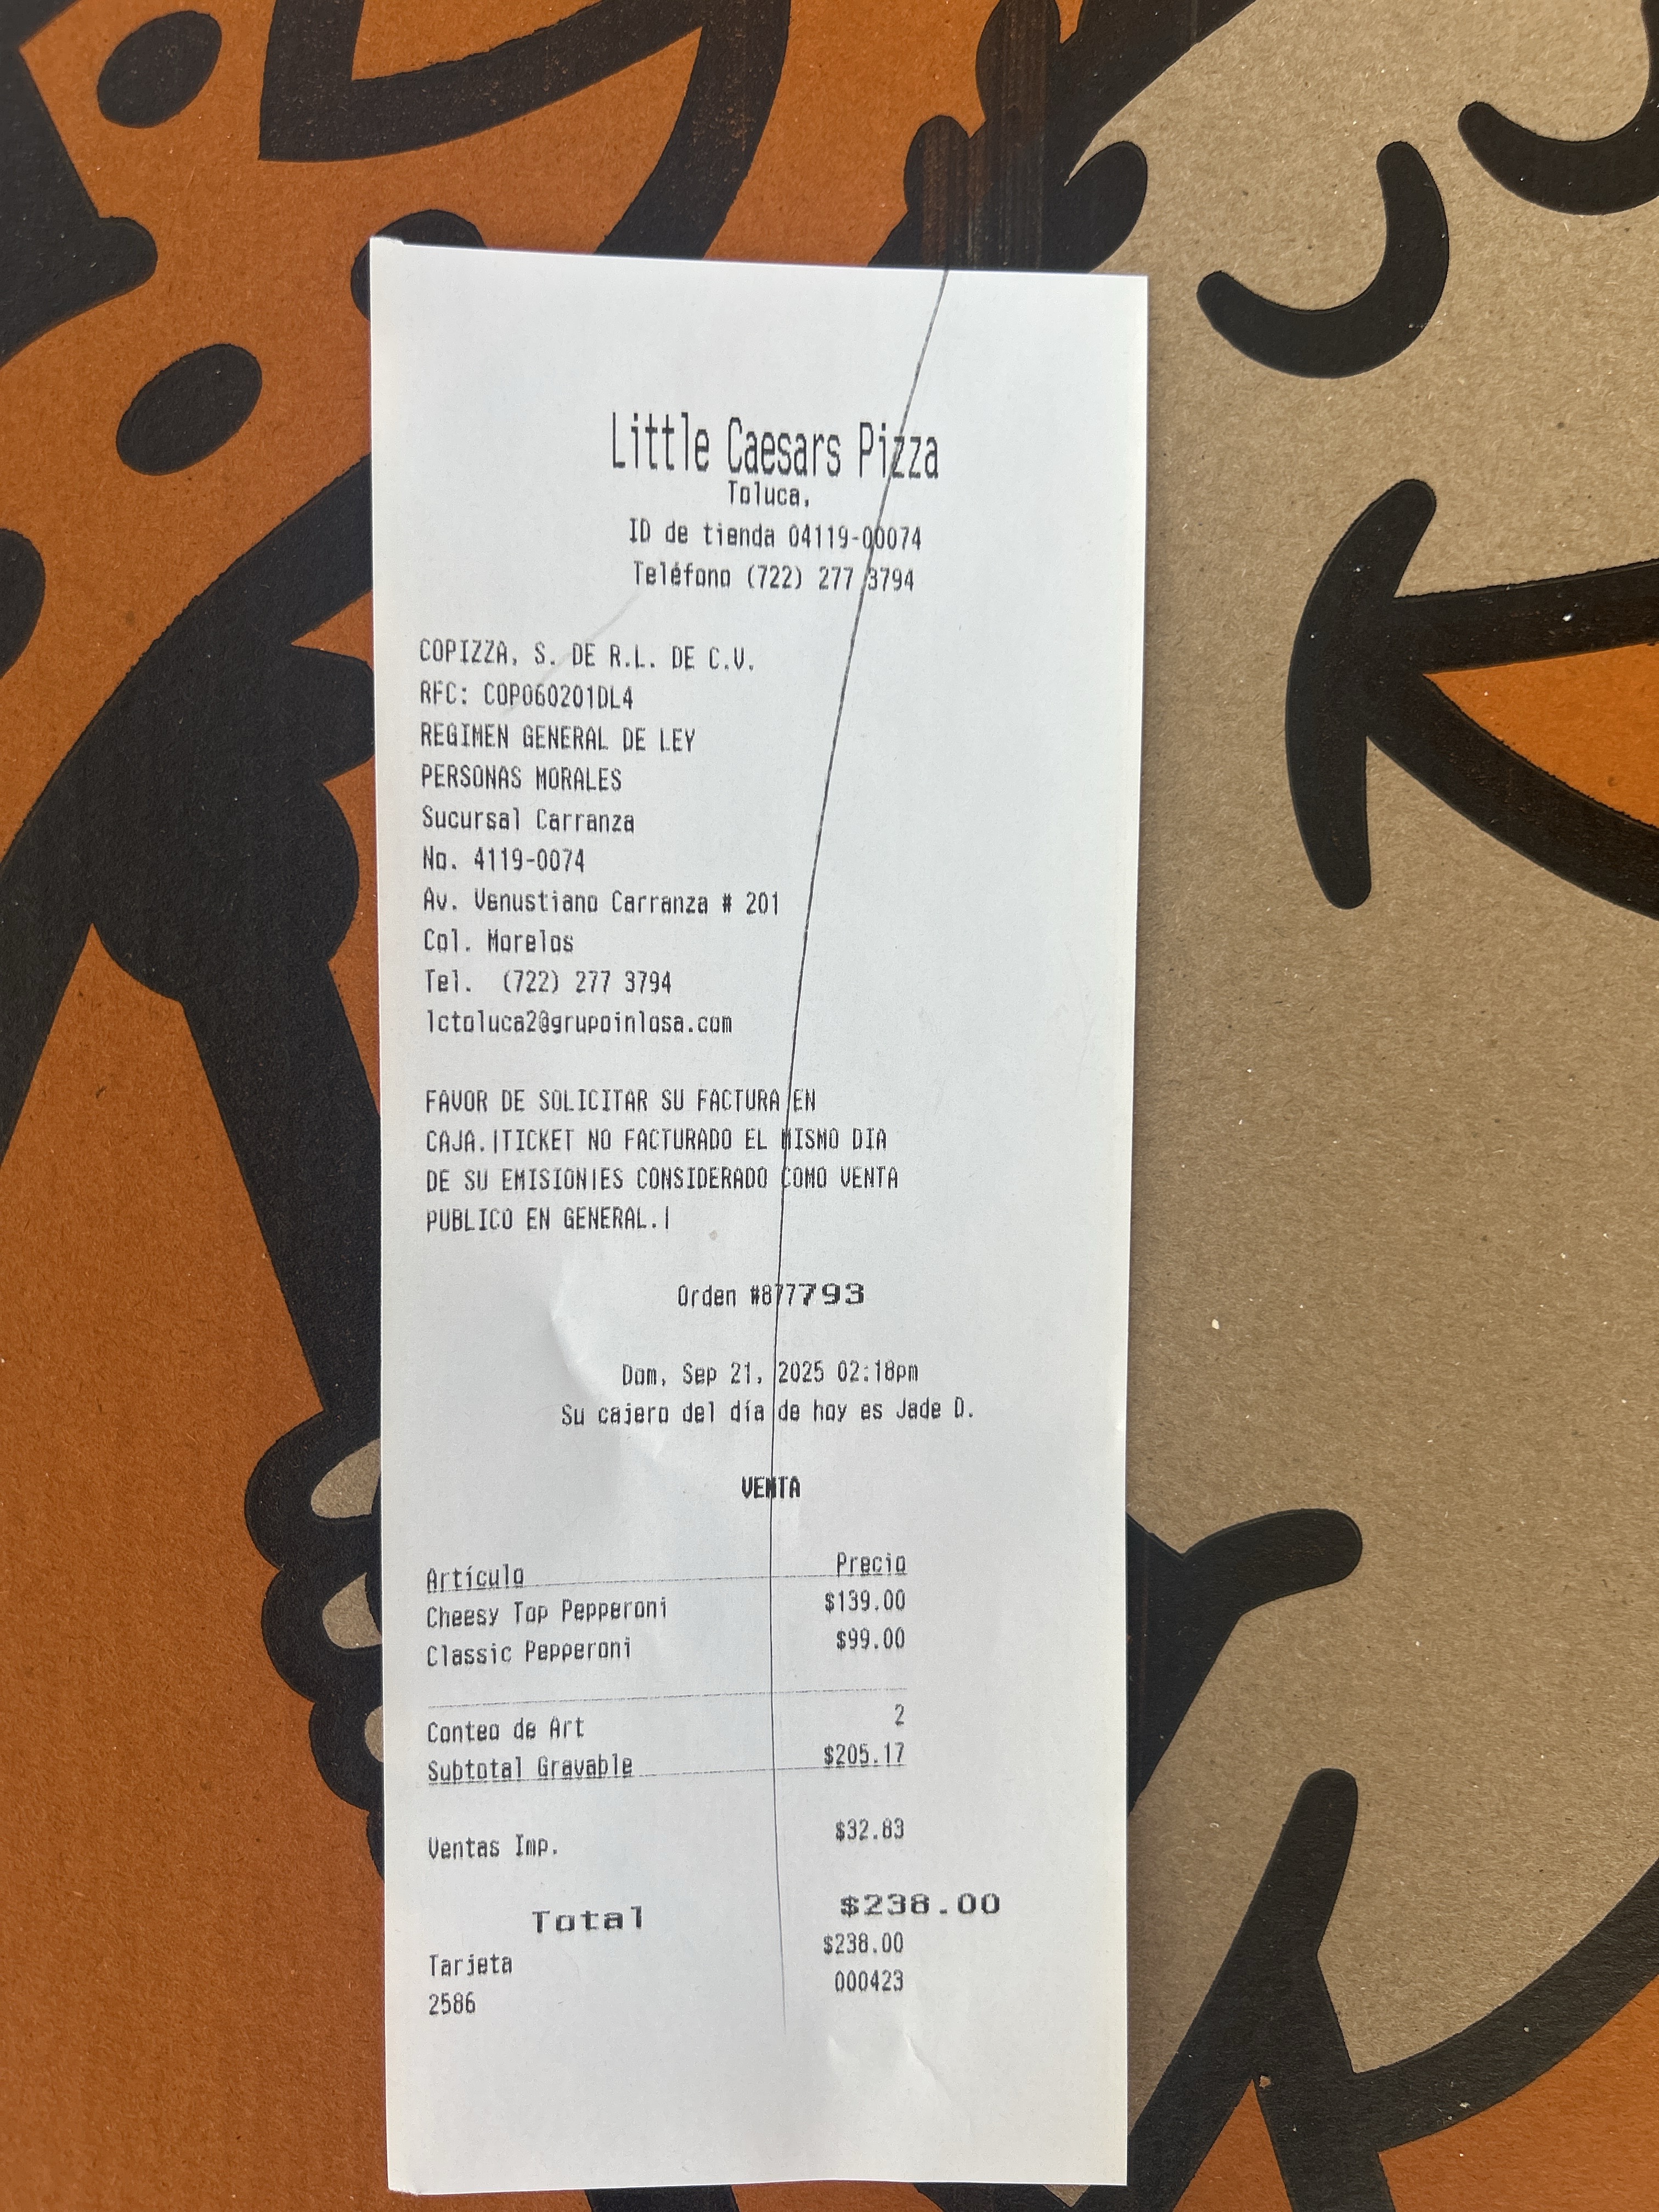 Little Caesars Pizza
Toluca,
ID de tienda 04119-00074
Teléfono (722) 277 3794
COPIZZA, S. DE R.L. DE C.V.
RFC: COP060201DL4
REGIMEN GENERAL DE LEY
PERSONAS MORALES
Sucursal Carranza
No. 4119-0074
Av. Venustiano Carranza # 201
Col. Morelos
Tel.  (722) 277 3794
lctoluca2@grupoinlosa.com
FAVOR DE SOLICITAR SU FACTURA EN
CAJA.|TICKET NO FACTURADO EL MISMO DIA
DE SU EMISION|ES CONSIDERADO COMO VENTA
PUBLICO EN GENERAL.|
Orden #877793
Dom, Sep 21, 2025 02:18pm
Su cajero del día de hoy es Jade D.
VENTA
Artículo Precio
Cheesy Top Pepperoni $139.00
Classic Pepperoni $99.00
Conteo de Art 2
Subtotal Gravable $205.17
Ventas Imp. $32.83
Total $238.00
Tarjeta $238.00
2586 000423